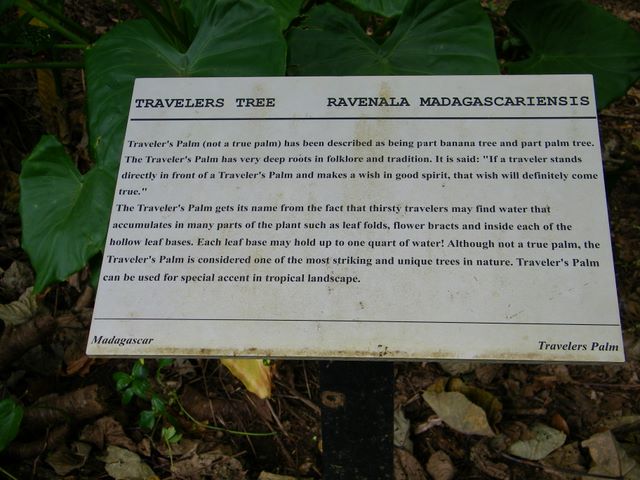 TRAVELERS TREE RAVENALA MADAGASCARIENSIS
Traveler's Palm (not a true palm) has been described as being part banana tree and part palm tree.
The Traveler's Palm has very deep roots in folklore and tradition. It is said: "If a traveler stands
directly in front of a Traveler's Palm and makes a wish in good spirit, that wish will definitely come
true."
The Traveler's Palm gets its name from the fact that thirsty travelers may find water that
accumulates in many parts of the plant such as leaf folds, flower bracts and inside each of the
hollow leaf bases. Each leaf base may hold up to one quart of water! Although not a true palm, the
Traveler's Palm is considered one of the most striking and unique trees in nature. Traveler's Palm
can be used for special accent in tropical landscape.
Madagascar Travelers Palm